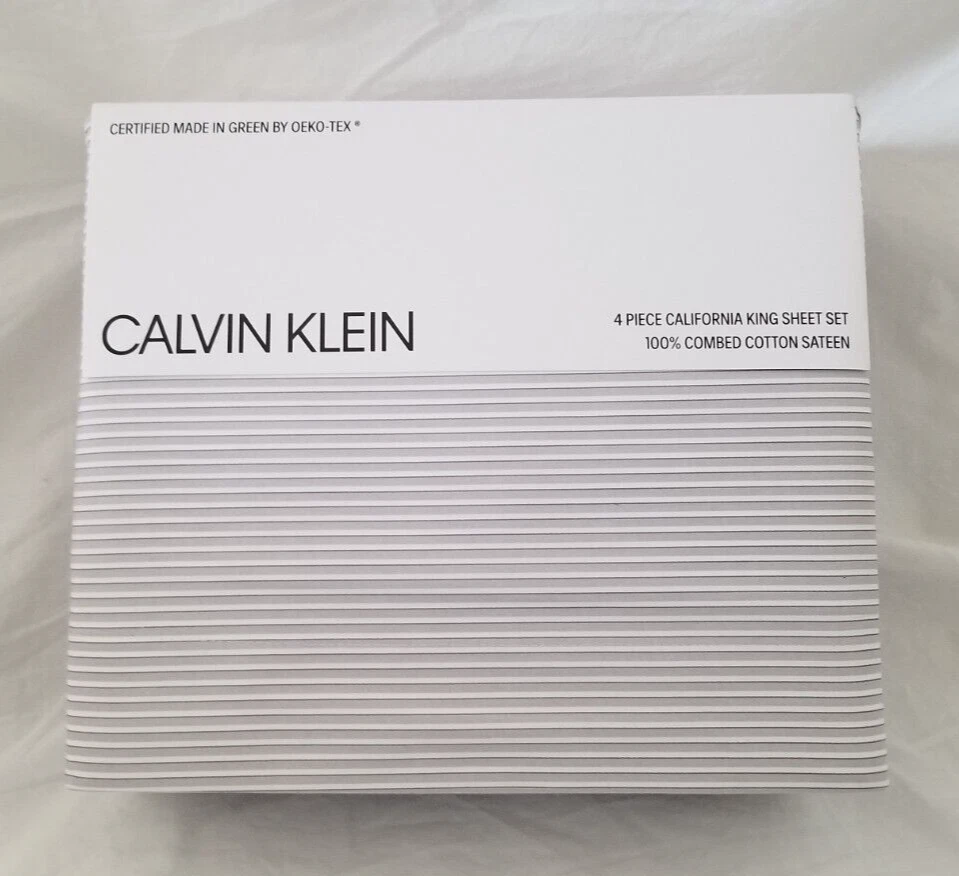 CERTIFIED MADE IN GREEN BY OEKO-TEX ®
CALVIN KLEIN
4 PIECE CALIFORNIA KING SHEET SET
100% COMBED COTTON SATEEN